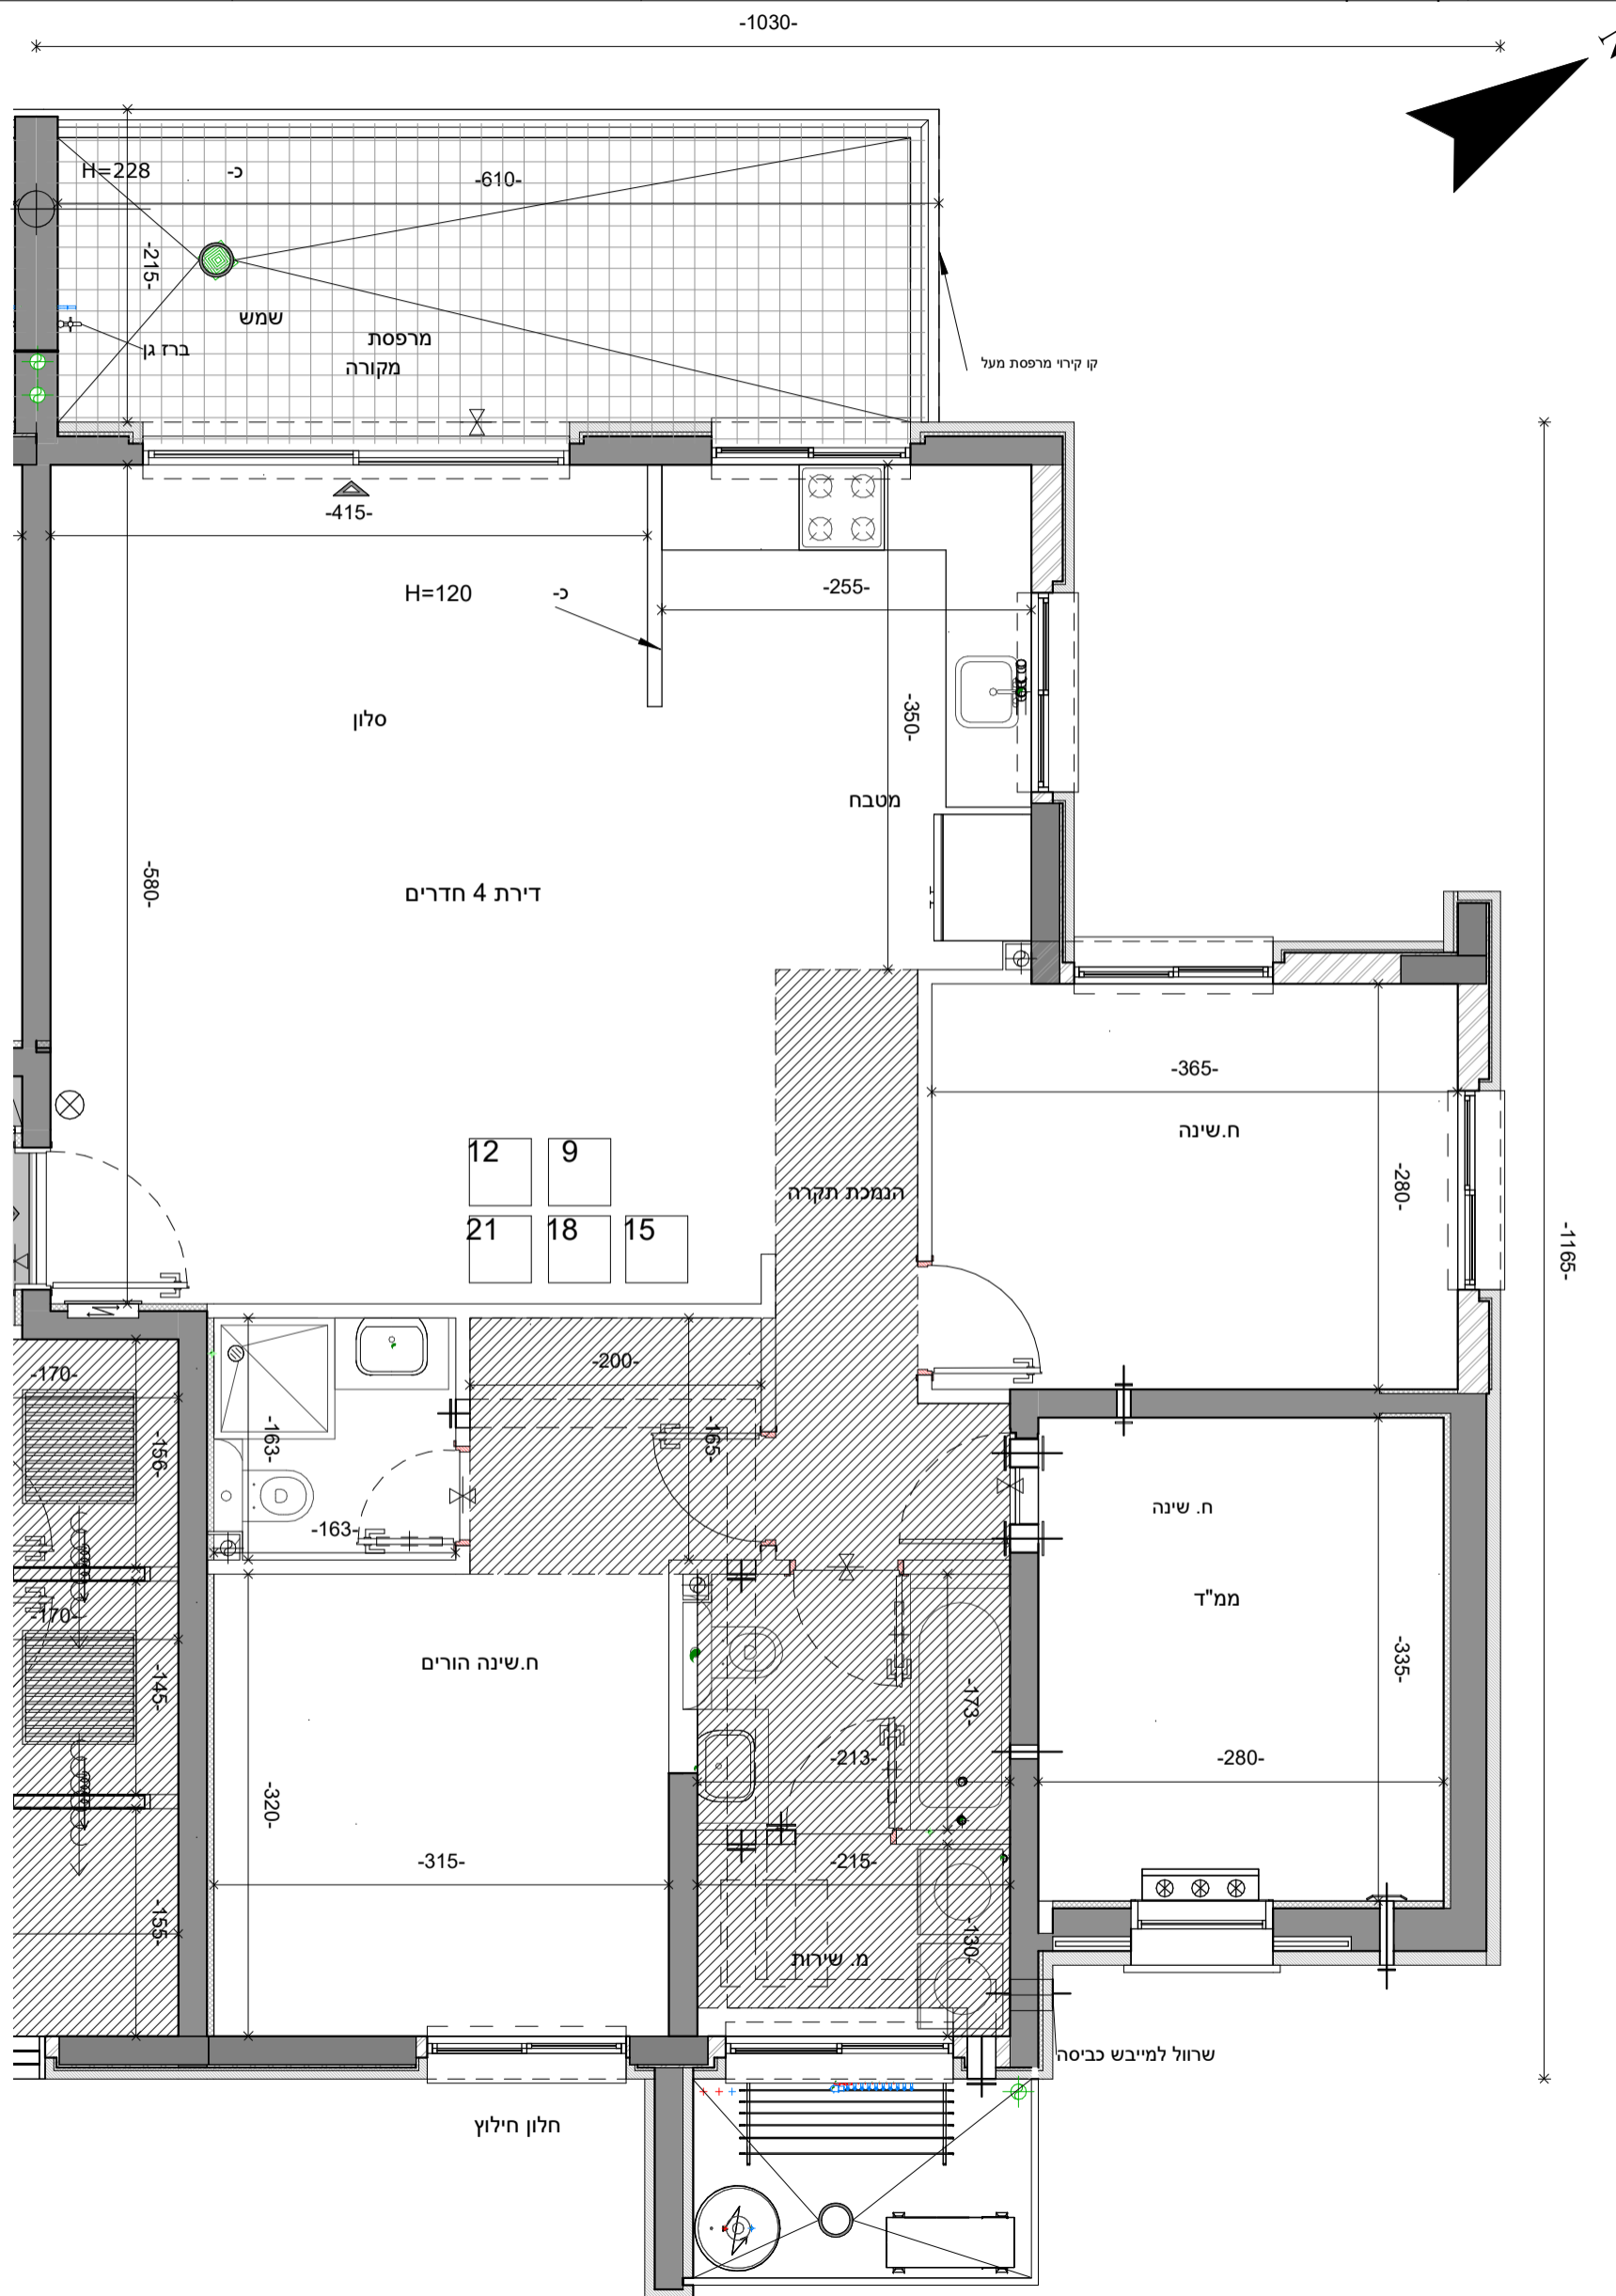 -1030-
H=228
כ-
-610-
-215-
שמש
מרפסת
מקורה
ברז גן
קו קירוי מרפסת מעל
-415-
H=120
כ-
-255-
-350-
סלון
מטבח
-580-
דירת 4 חדרים
-365-
ח.שינה
-280-
-1165-
12
9
21
18
15
הנמכת תקרה
-170-
-156-
-163-
-163-
-200-
-165-
ח. שינה
ממ"ד
-170-
-145-
ח.שינה הורים
-173-
-335-
-213-
-280-
-320-
-315-
-215-
-155-
-130-
מ. שירות
שרוול למייבש כביסה
חלון חילוץ